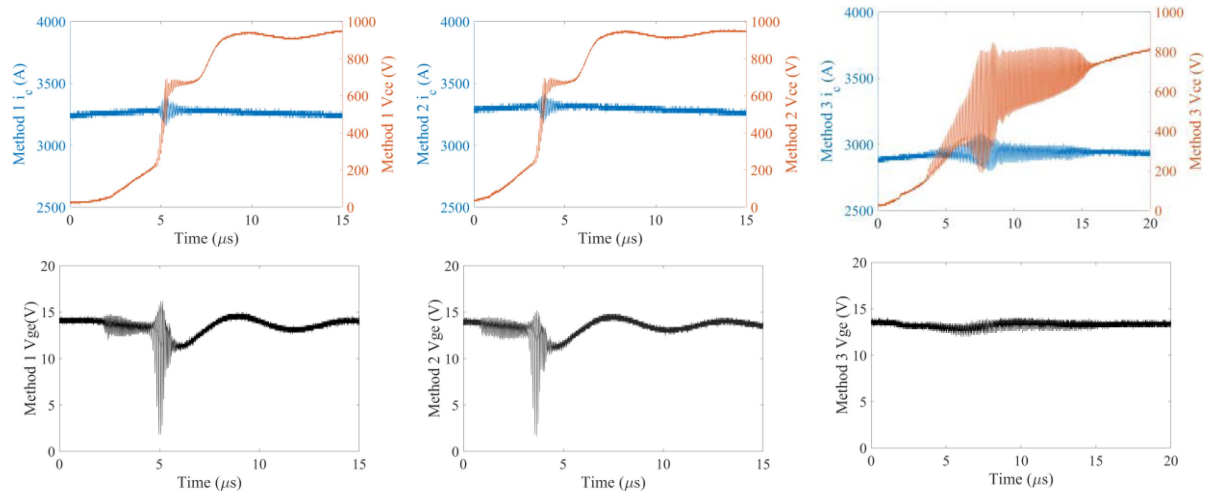 Method 1 i_c (A)
4000
3500
3000
2500
1000
800
600
400
200
0
Method 1 Vce (V)
0 5 10 15
Time (μs)
Method 2 i_c (A)
4000
3500
3000
2500
1000
800
600
400
200
0
Method 2 Vce (V)
0 5 10 15
Time (μs)
Method 3 i_c (A)
4000
3500
3000
2500
1000
800
600
400
200
0
Method 3 Vce (V)
0 5 10 15 20
Method 1 Vge(V)
20
15
10
5
0
0 5 10 15
Time (μs)
Method 2 Vge (V)
20
15
10
5
0
0 5 10 15
Time (μs)
Method 3 Vge (V)
20
15
10
5
0
0 5 10 15 20
Time (μs)